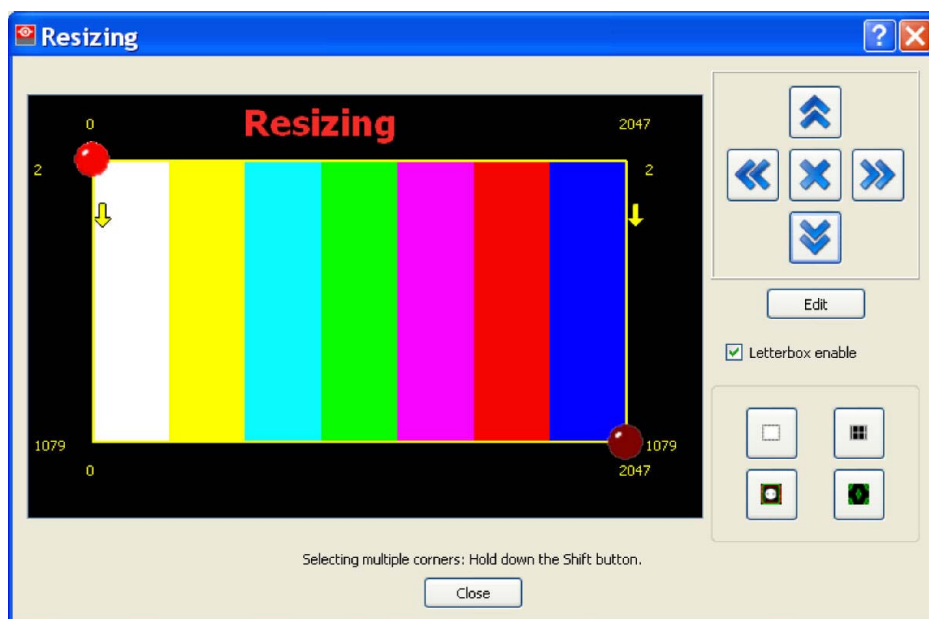 Resizing
Resizing
0
2047
2
2
Edit
Letterbox enable
1079
1079
0
2047
Selecting multiple corners: Hold down the Shift button.
Close